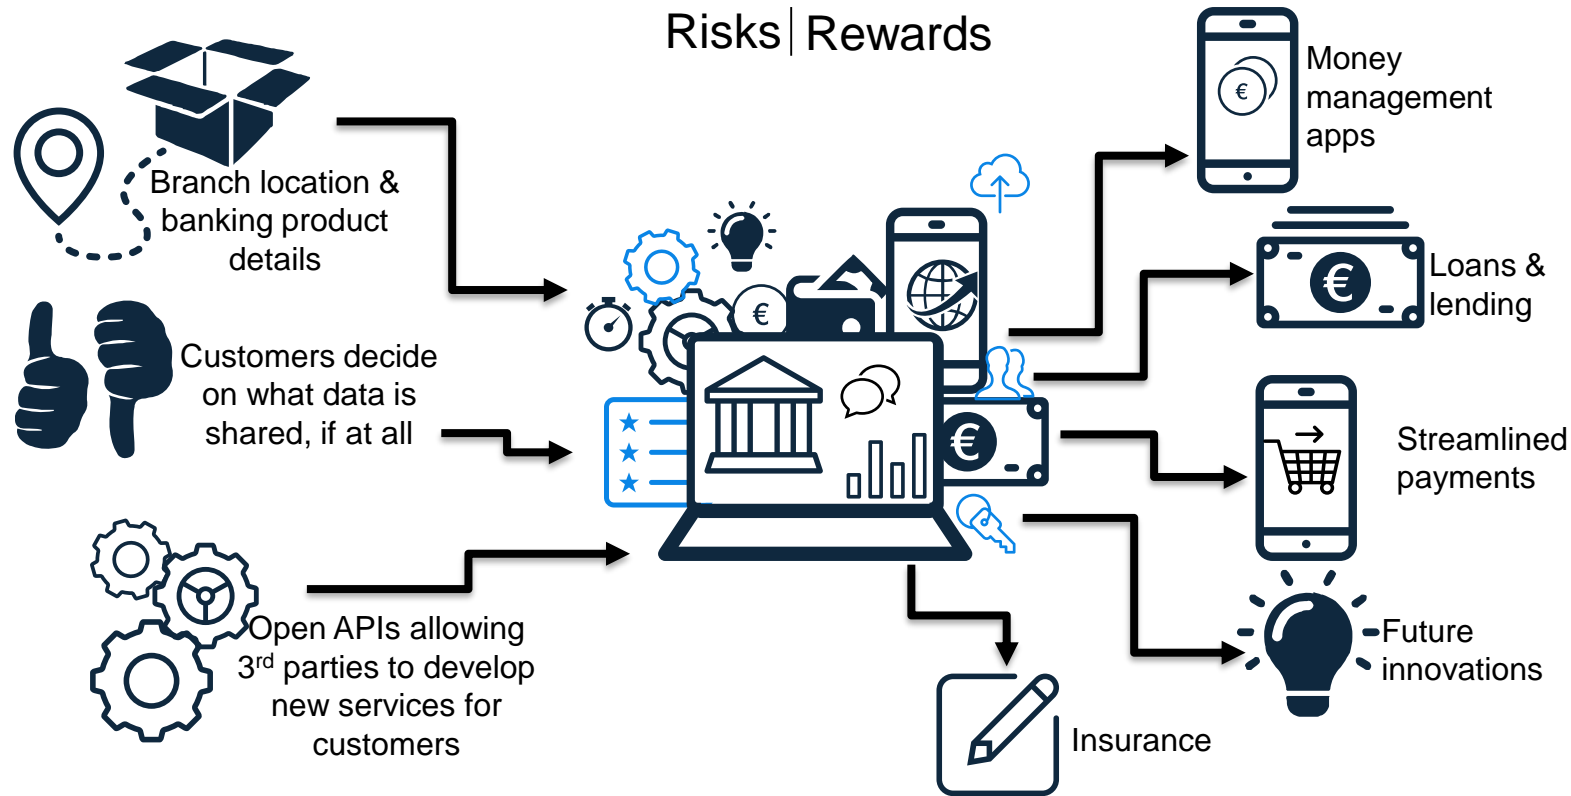 Risks| Rewards
Branch location &
banking product
details
Customers decide
on what data is
shared, if at all
Open APIs allowing
3rd parties to develop
new services for
customers
€
€
€
Money
management
apps
€
Loans &
lending
Streamlined
payments
Future
innovations
Insurance